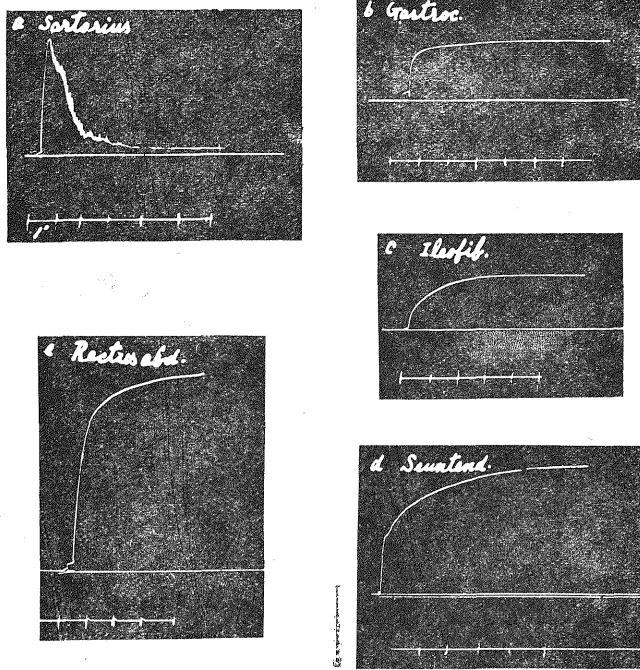 a Sartorius
1"
b Gastroc.
c Ileofib.
e Rectus abd.
d Semitend.